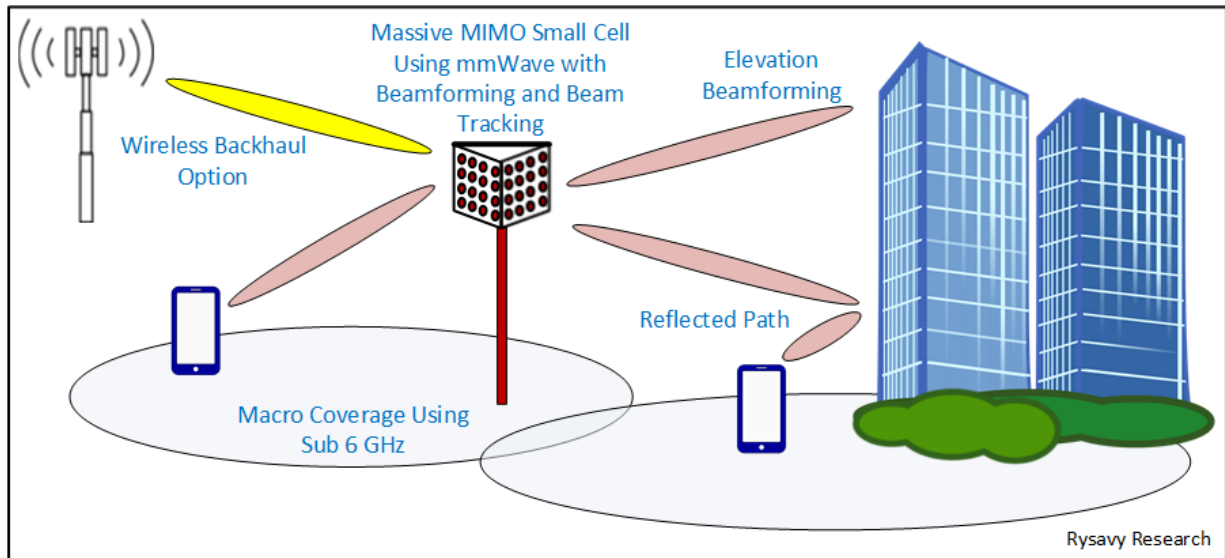 Massive MIMO Small Cell
Using mmWave with
Beamforming and Beam
Tracking
Elevation
Beamforming
Wireless Backhaul
Option
Reflected Path
Macro Coverage Using
Sub 6 GHz
Rysavy Research